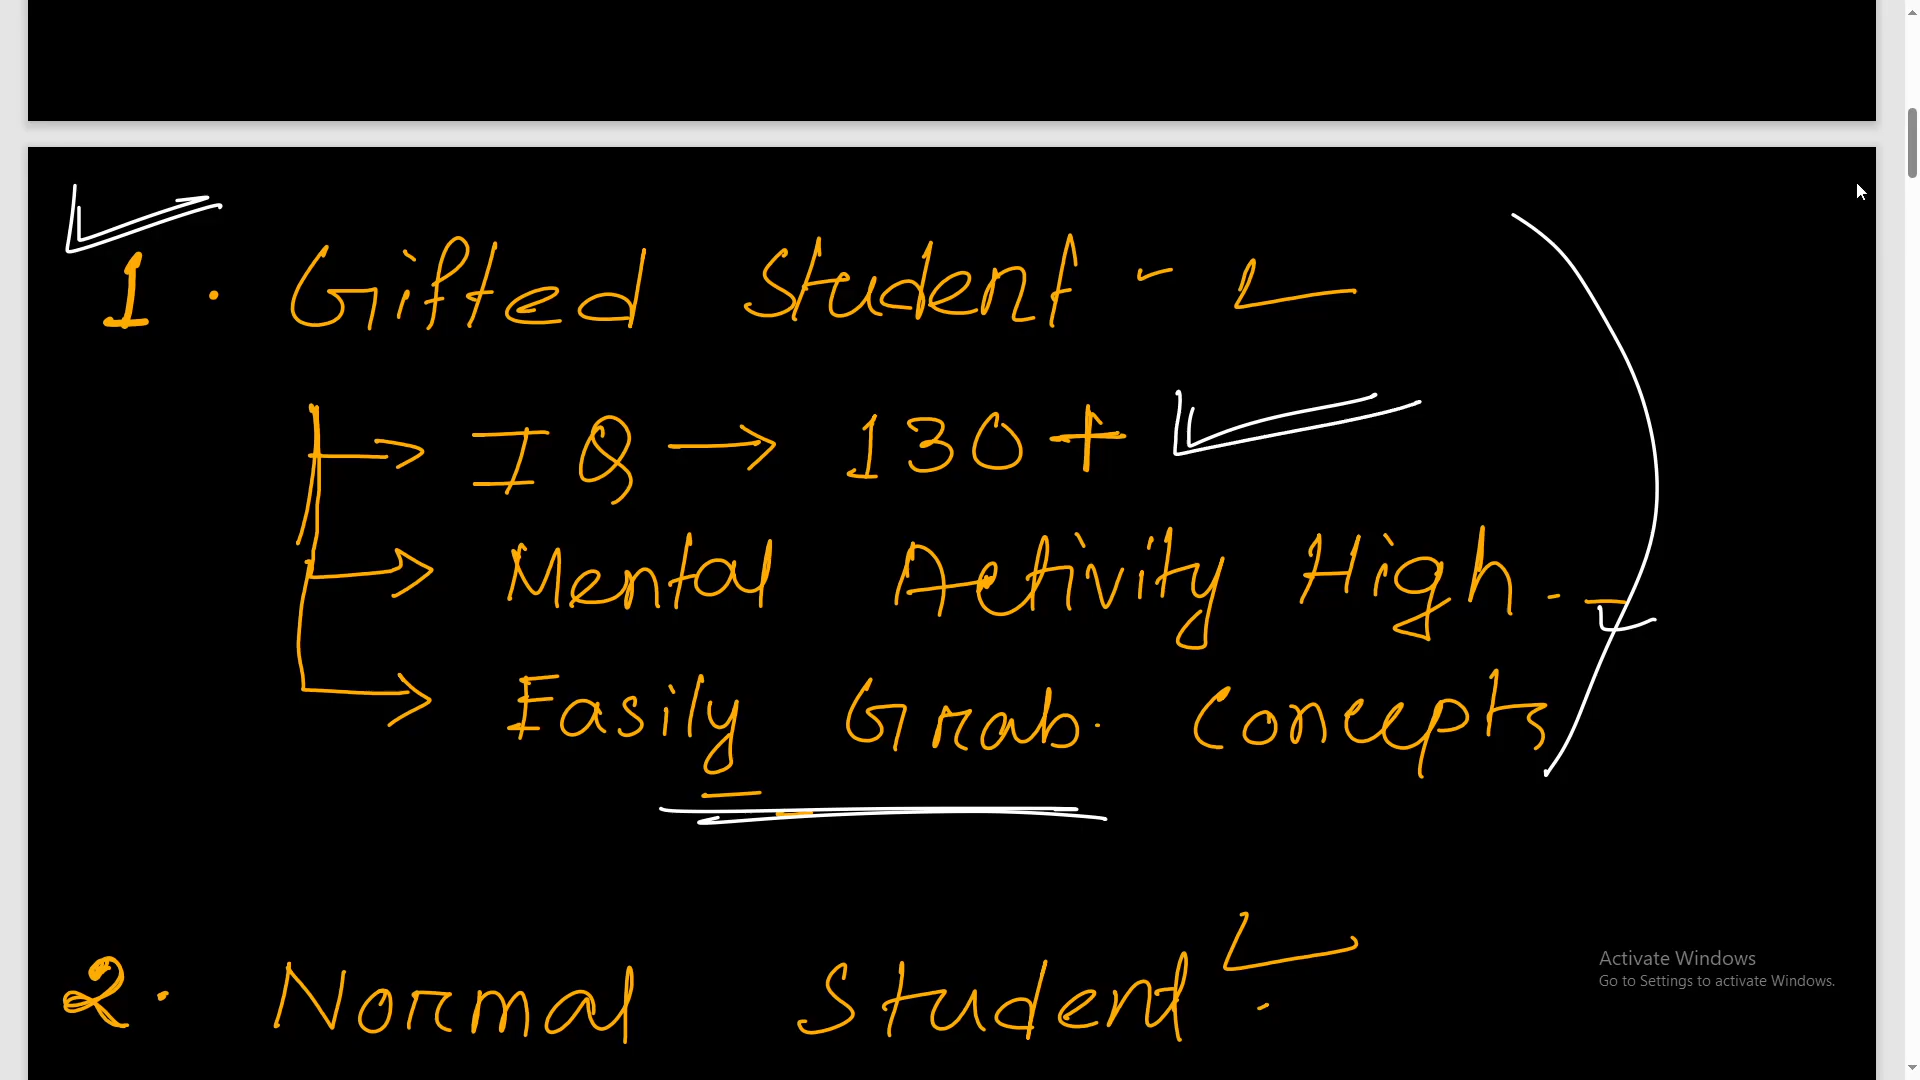 1. Gifted Student -
→ IQ → 130+
→ Mental Activity High.
→ Easily Grab. Concepts
2. Normal Student.
Activate Windows
Go to Settings to activate Windows.